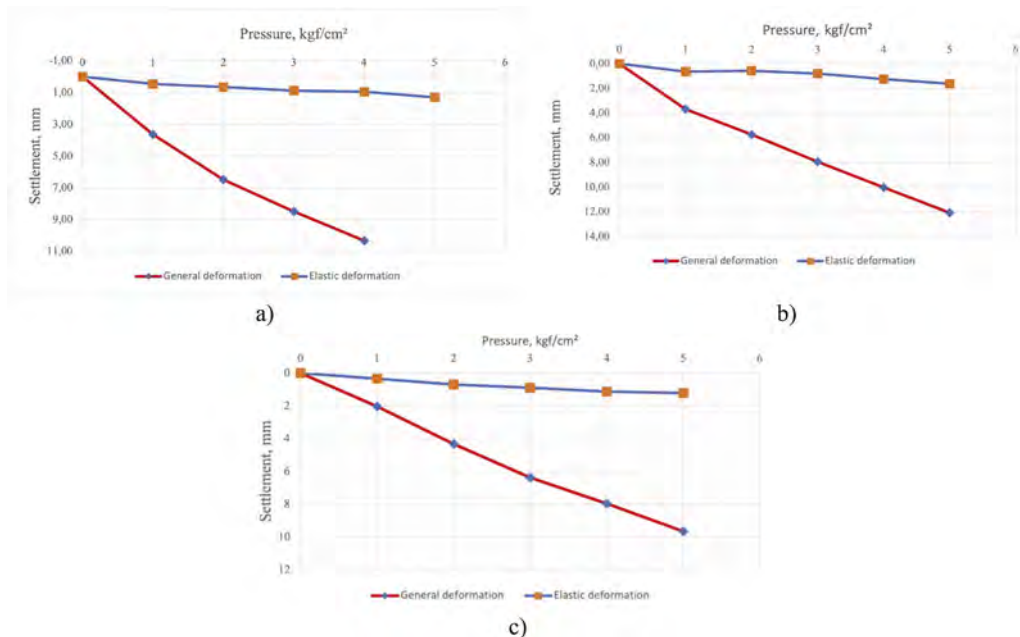 Pressure, kgf/cm²
0 1 2 3 4 5 6
-1,00
1,00
3,00
5,00
7,00
9,00
11,00
Settlement, mm
General deformation Elastic deformation
a)
Pressure, kgf/cm²
0 1 2 3 4 5 6
0,00
2,00
4,00
6,00
8,00
10,00
12,00
14,00
Settlement, mm
General deformation Elastic deformation
b)
Pressure, kgf/cm²
0 1 2 3 4 5 6
0
2
4
6
8
10
12
Settlement, mm
General deformation Elastic deformation
c)